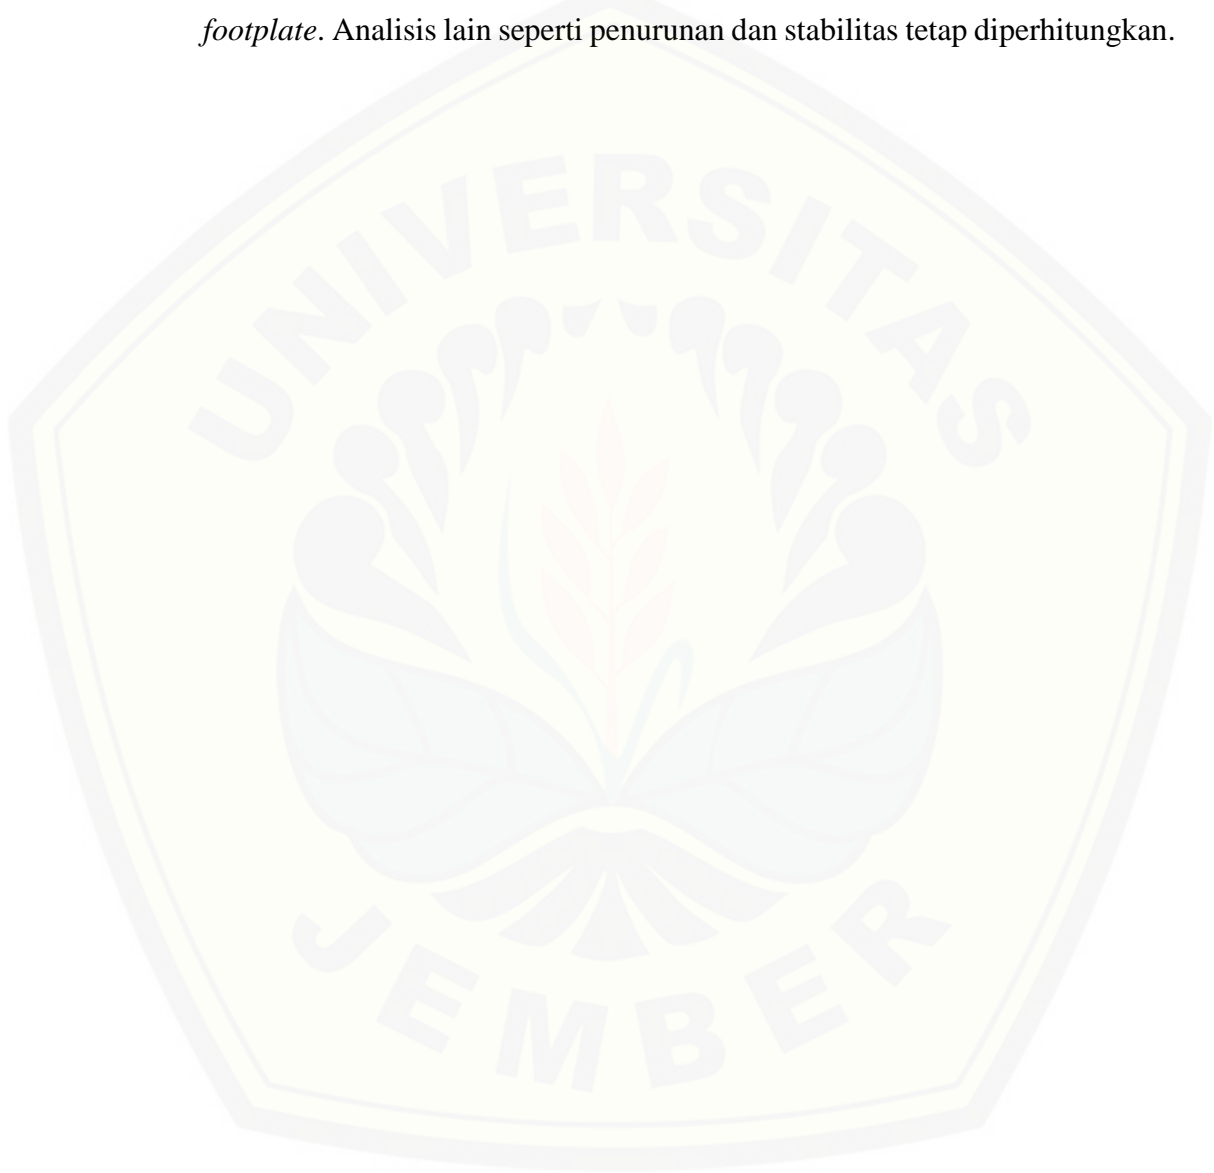 footplate. Analisis lain seperti penurunan dan stabilitas tetap diperhitungkan.
UNIVERSITAS
JEMBER